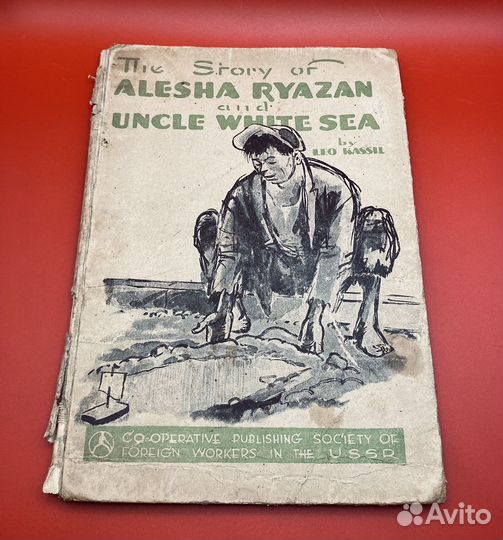 The Story of
ALESHA RYAZAN
and
UNCLE WHITE SEA
by
LEO KASSIL
CO-OPERATIVE PUBLISHING SOCIETY OF
FOREIGN WORKERS IN THE USSR
Avito